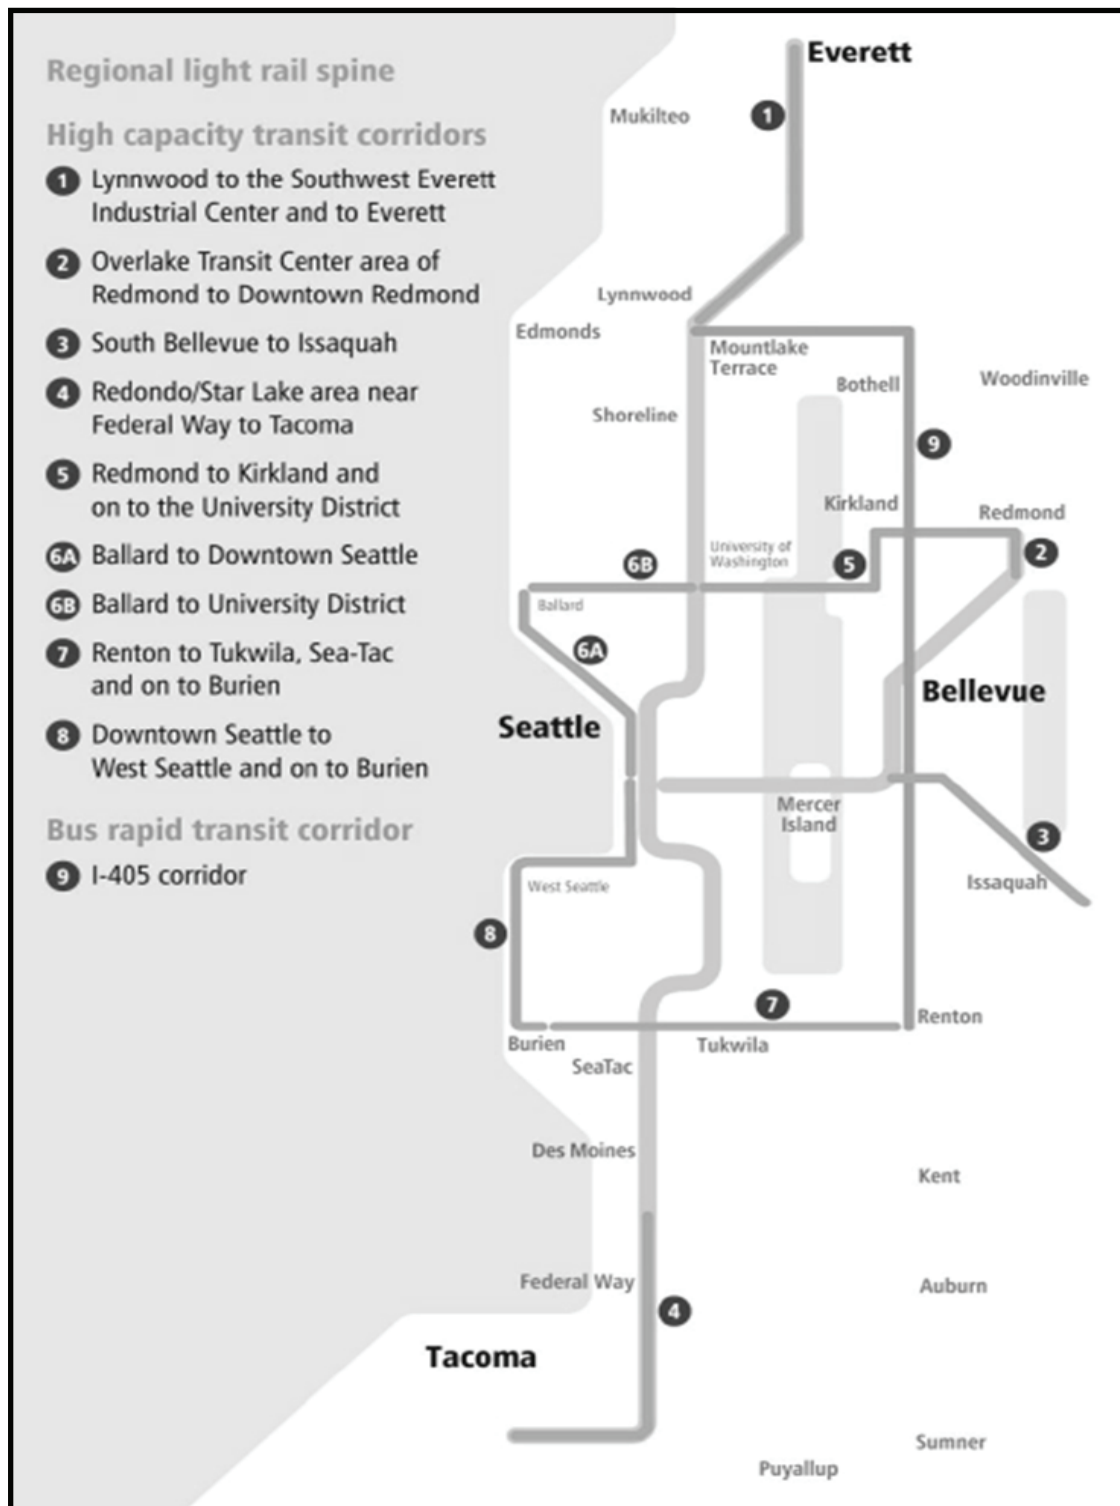 Regional light rail spine
High capacity transit corridors
1 Lynnwood to the Southwest Everett
Industrial Center and to Everett
2 Overlake Transit Center area of
Redmond to Downtown Redmond
3 South Bellevue to Issaquah
4 Redondo/Star Lake area near
Federal Way to Tacoma
5 Redmond to Kirkland and
on to the University District
6A Ballard to Downtown Seattle
6B Ballard to University District
7 Renton to Tukwila, Sea-Tac
and on to Burien
8 Downtown Seattle to
West Seattle and on to Burien
Bus rapid transit corridor
9 I-405 corridor
Everett
Mukilteo
1
Lynnwood
Edmonds
Mountlake
Terrace
Bothell
Woodinville
Shoreline
9
Kirkland
Redmond
University of
Washington
6B
5
2
Ballard
6A
Bellevue
Seattle
Mercer
Island
3
Issaquah
West Seattle
8
7
Renton
Burien
Tukwila
SeaTac
Des Moines
Kent
Federal Way
Auburn
4
Tacoma
Sumner
Puyallup